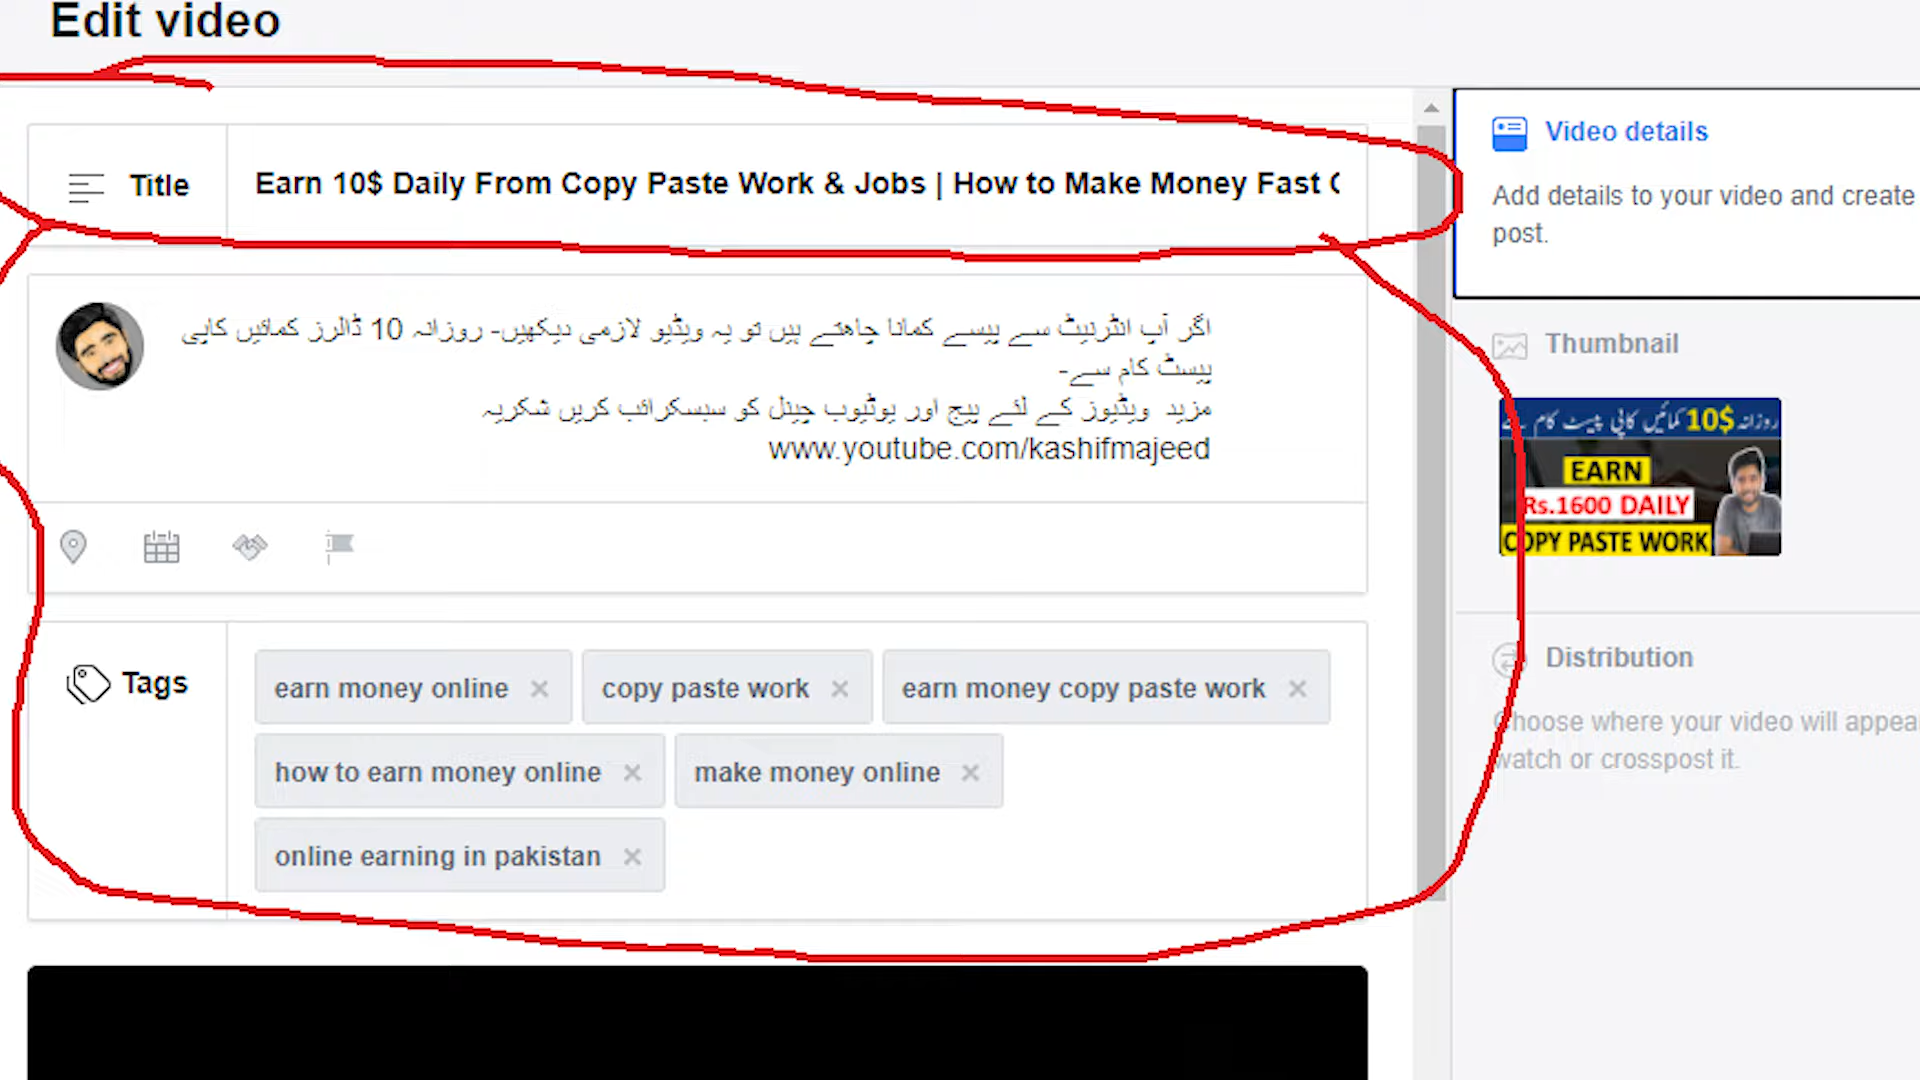 Edit video
Title
Earn 10$ Daily From Copy Paste Work & Jobs | How to Make Money Fast
اگر آپ انٹرنیٹ سے پیسے کمانا چاھتے ہیں تو یہ ویڈیو لازمی دیکھیں- روزانہ 10 ڈالرز کمائیں کاپی
پیسٹ کام سے-
مزید ویڈیوز کے لئے پیج اور یوٹیوب چینل کو سبسکرائب کریں شکریہ
www.youtube.com/kashifmajeed
Tags
earn money online × copy paste work × earn money copy paste work ×
how to earn money online × make money online ×
online earning in pakistan ×
Video details
Add details to your video and create
post.
Thumbnail
روزانہ 10$ کمائیں کاپی پیسٹ کام سے
EARN
Rs.1600 DAILY
COPY PASTE WORK
Distribution
Choose where your video will appear
watch or crosspost it.